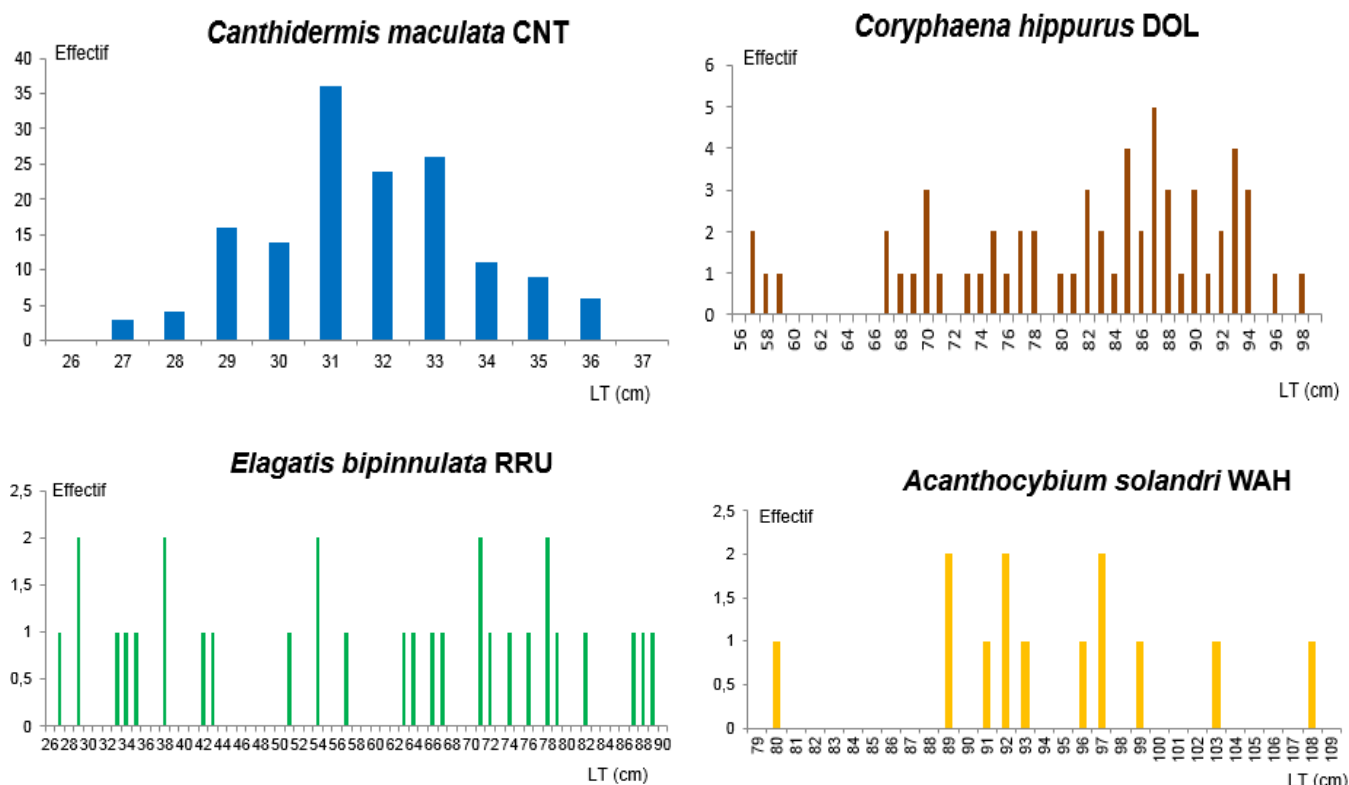 Canthidermis maculata CNT
Effectif
40
35
30
25
20
15
10
5
0
26 27 28 29 30 31 32 33 34 35 36 37
LT (cm)
Coryphaena hippurus DOL
Effectif
6
5
4
3
2
1
0
56 58 60 62 64 66 68 70 72 74 76 78 80 82 84 86 88 90 92 94 96 98
LT (cm)
Elagatis bipinnulata RRU
Effectif
2,5
2
1,5
1
0,5
0
26 28 30 32 34 36 38 40 42 44 46 48 50 52 54 56 58 60 62 64 66 68 70 72 74 76 78 80 82 84 86 88 90
LT (cm)
Acanthocybium solandri WAH
Effectif
2,5
2
1,5
1
0,5
0
79 80 81 82 83 84 85 86 87 88 89 90 91 92 93 94 95 96 97 98 99 100 101 102 103 104 105 106 107 108 109
LT (cm)